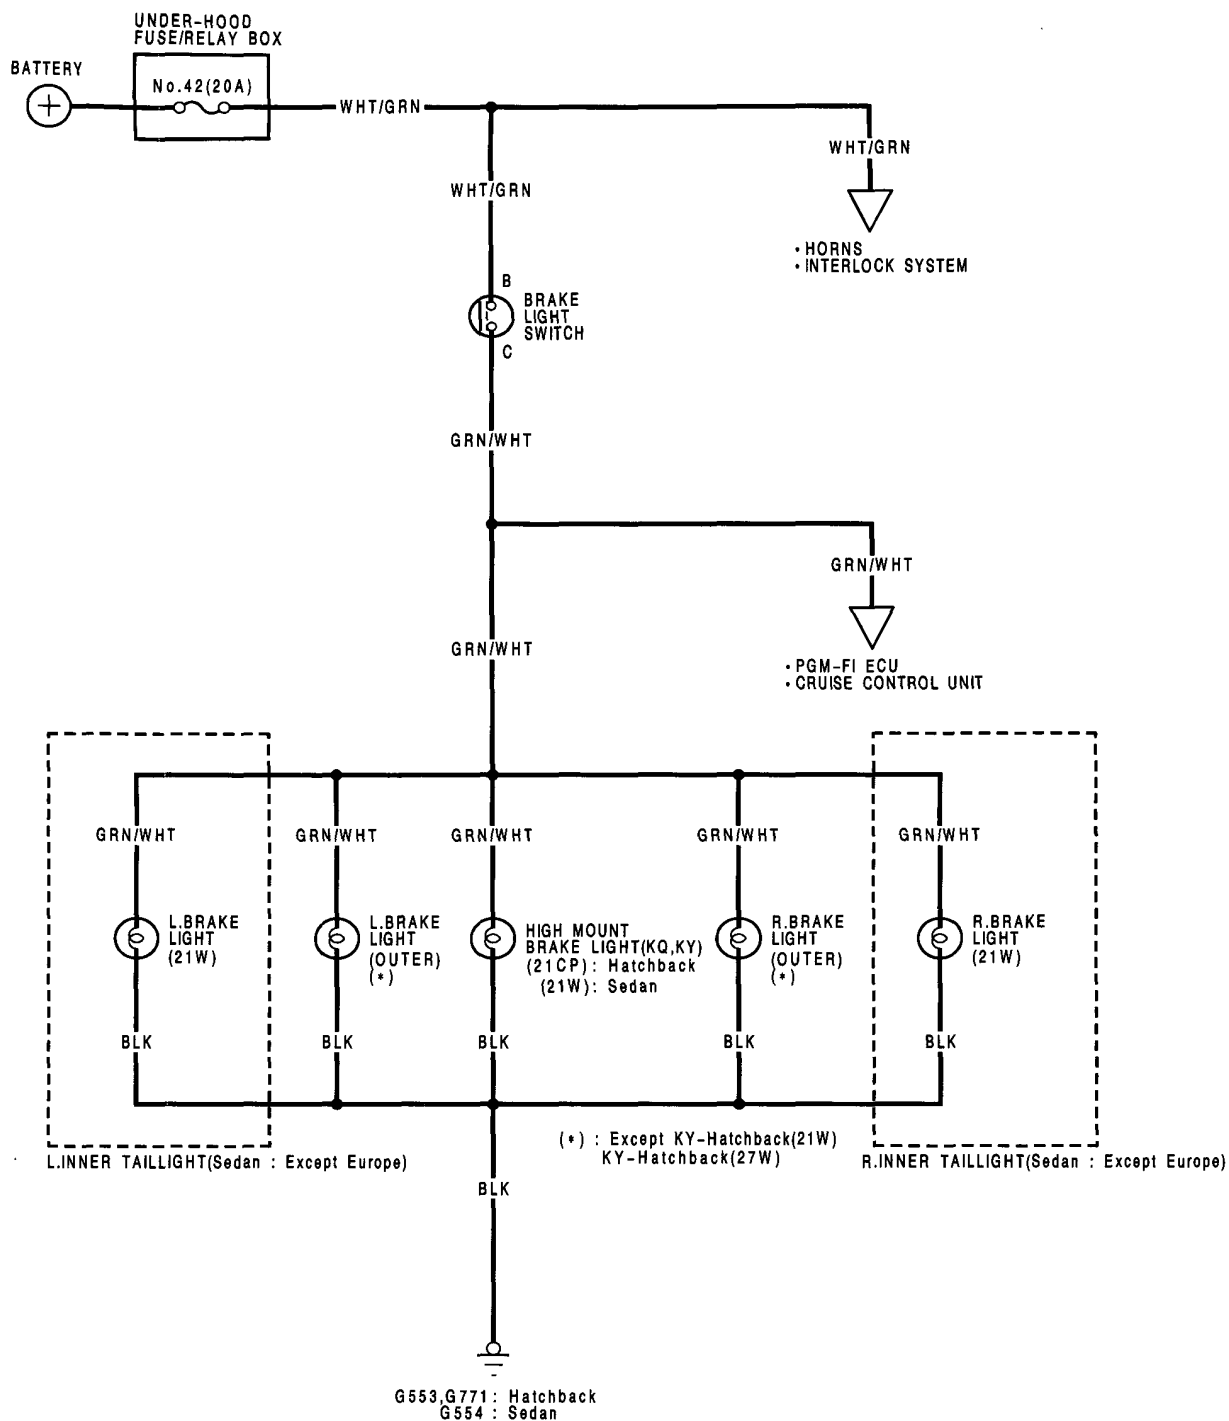 UNDER-HOOD
FUSE/RELAY BOX
BATTERY
No.42(20A)
WHT/GRN
WHT/GRN
WHT/GRN
• HORNS
• INTERLOCK SYSTEM
B
BRAKE
LIGHT
SWITCH
C
GRN/WHT
GRN/WHT
GRN/WHT
• PGM-FI ECU
• CRUISE CONTROL UNIT
GRN/WHT
GRN/WHT
GRN/WHT
GRN/WHT
GRN/WHT
L.BRAKE
LIGHT
(21W)
L.BRAKE
LIGHT
(OUTER)
(*)
HIGH MOUNT
BRAKE LIGHT(KQ,KY)
(21CP): Hatchback
(21W): Sedan
R.BRAKE
LIGHT
(OUTER)
(*)
R.BRAKE
LIGHT
(21W)
BLK
BLK
BLK
BLK
BLK
(*) : Except KY-Hatchback(21W)
KY-Hatchback(27W)
L.INNER TAILLIGHT(Sedan : Except Europe)
R.INNER TAILLIGHT(Sedan : Except Europe)
BLK
G553,G771: Hatchback
G554 : Sedan